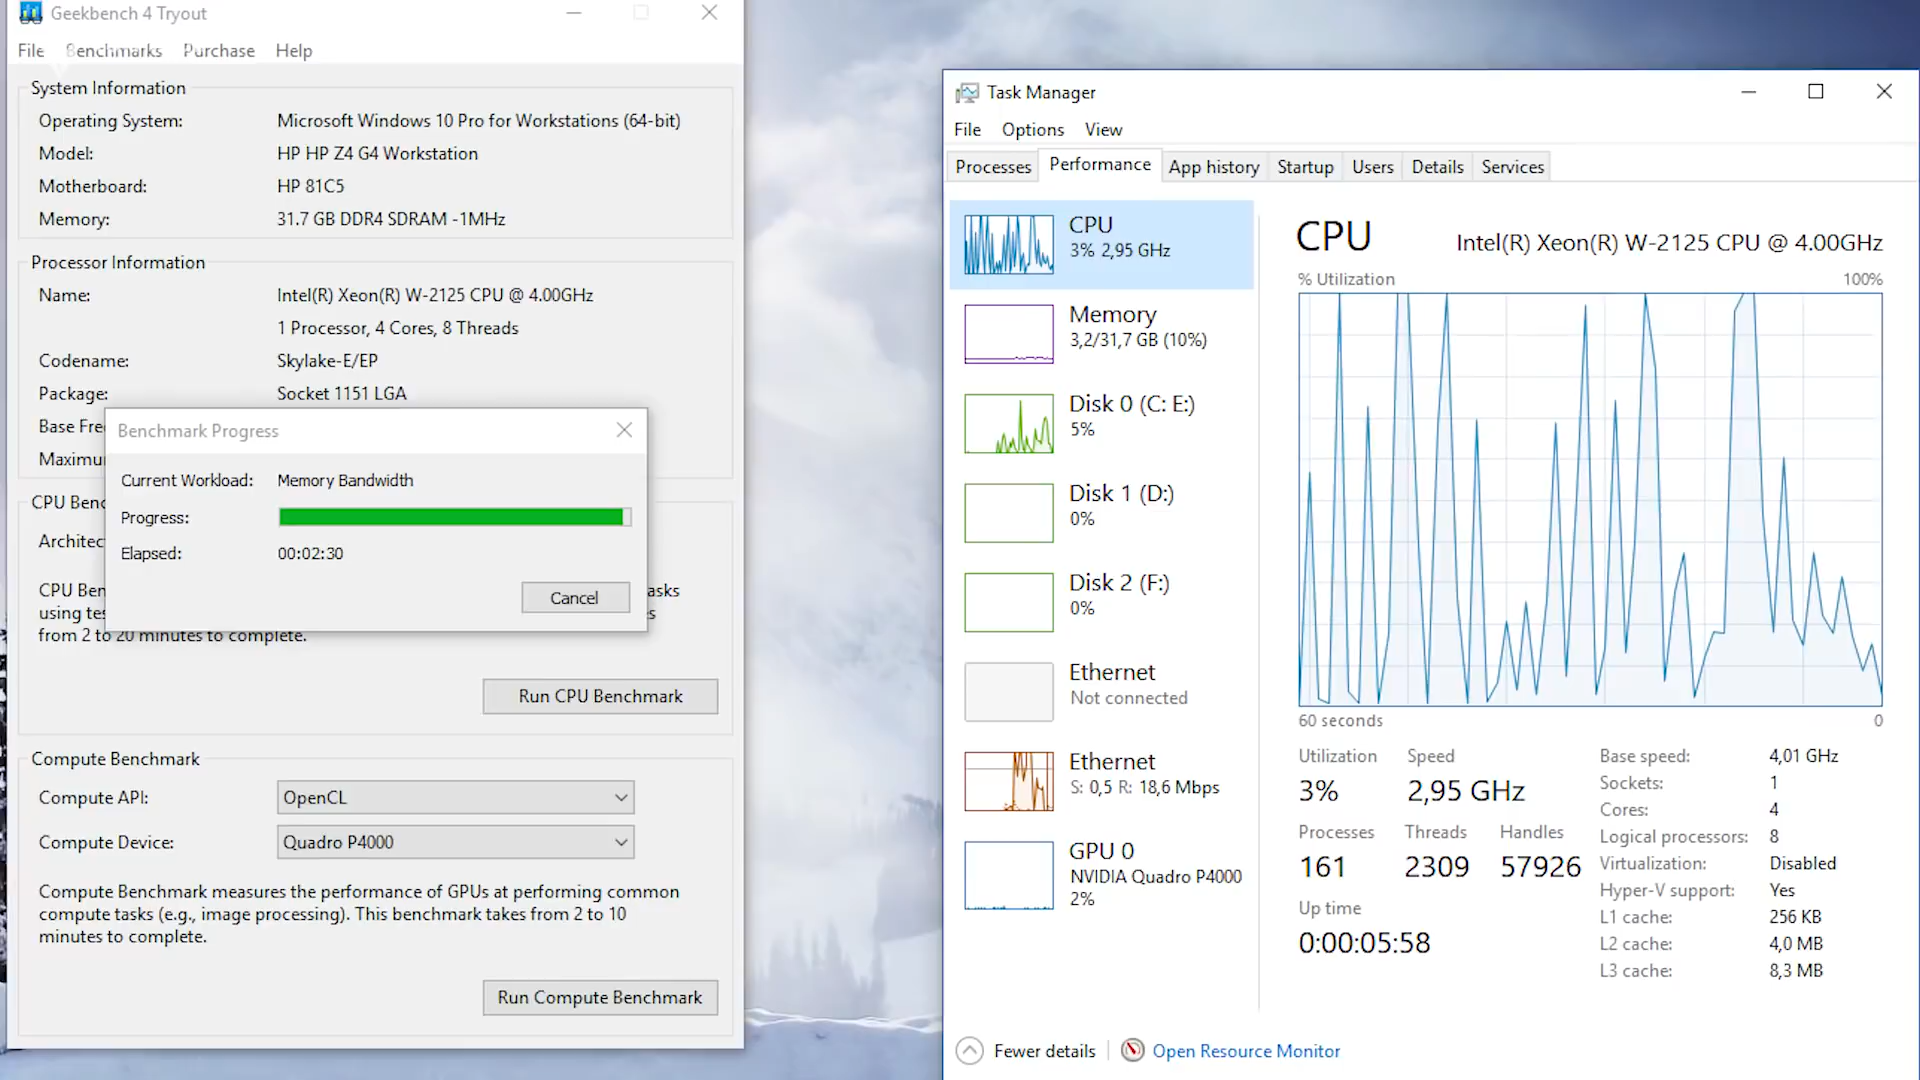 Geekbench 4 Tryout
File Benchmarks Purchase Help
System Information
Operating System: Microsoft Windows 10 Pro for Workstations (64-bit)
Model: HP HP Z4 G4 Workstation
Motherboard: HP 81C5
Memory: 31.7 GB DDR4 SDRAM -1MHz
Processor Information
Name: Intel(R) Xeon(R) W-2125 CPU @ 4.00GHz
1 Processor, 4 Cores, 8 Threads
Codename: Skylake-E/EP
Package: Socket 1151 LGA
Base Fre
Maximu
CPU Benc
Architec
CPU Ben
asks
using tes
s
from 2 to 20 minutes to complete.
Benchmark Progress
Current Workload: Memory Bandwidth
Progress:
Elapsed: 00:02:30
Cancel
Run CPU Benchmark
Compute Benchmark
Compute API: OpenCL
Compute Device: Quadro P4000
Compute Benchmark measures the performance of GPUs at performing common
compute tasks (e.g., image processing). This benchmark takes from 2 to 10
minutes to complete.
Run Compute Benchmark
Task Manager
File Options View
Processes Performance App history Startup Users Details Services
CPU
3% 2,95 GHz
Memory
3,2/31,7 GB (10%)
Disk 0 (C: E:)
5%
Disk 1 (D:)
0%
Disk 2 (F:)
0%
Ethernet
Not connected
Ethernet
S: 0,5 R: 18,6 Mbps
GPU 0
NVIDIA Quadro P4000
2%
CPU Intel(R) Xeon(R) W-2125 CPU @ 4.00GHz
% Utilization 100%
60 seconds 0
Utilization Speed
3% 2,95 GHz
Processes Threads Handles
161 2309 57926
Up time
0:00:05:58
Base speed: 4,01 GHz
Sockets: 1
Cores: 4
Logical processors: 8
Virtualization: Disabled
Hyper-V support: Yes
L1 cache: 256 KB
L2 cache: 4,0 MB
L3 cache: 8,3 MB
Fewer details Open Resource Monitor